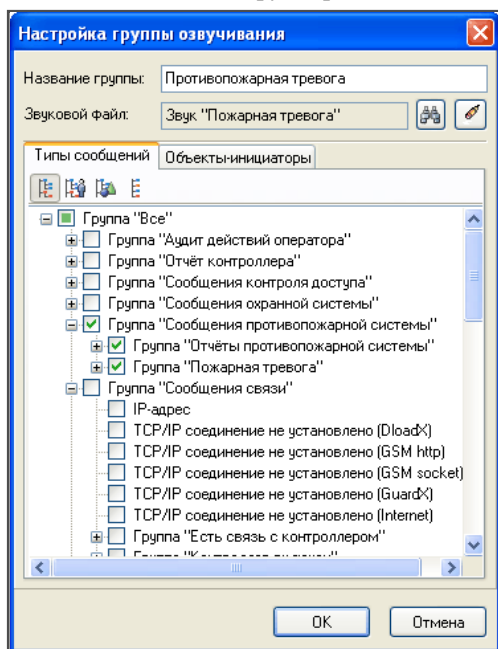 Настройка группы озвучивания
Название группы: Противопожарная тревога
Звуковой файл: Звук "Пожарная тревога"
Типы сообщений Объекты-инициаторы
Группа "Все"
Группа "Аудит действий оператора"
Группа "Отчёт контроллера"
Группа "Сообщения контроля доступа"
Группа "Сообщения охранной системы"
Группа "Сообщения противопожарной системы"
Группа "Отчёты противопожарной системы"
Группа "Пожарная тревога"
Группа "Сообщения связи"
IP-адрес
TCP/IP соединение не установлено (DloadX)
TCP/IP соединение не установлено (GSM http)
TCP/IP соединение не установлено (GSM socket)
TCP/IP соединение не установлено (GuardX)
TCP/IP соединение не установлено (Internet)
Группа "Есть связь с контроллером"
OK Отмена